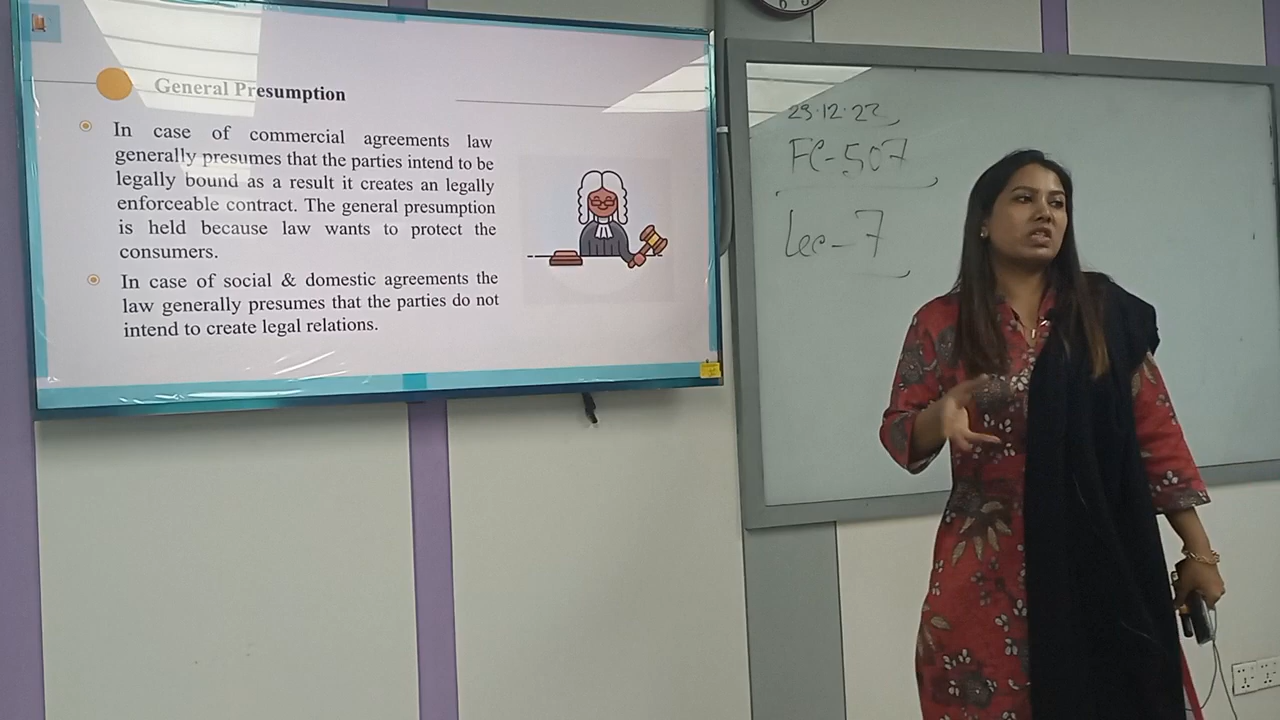 General Presumption
In case of commercial agreements law
generally presumes that the parties intend to be
legally bound as a result it creates an legally
enforceable contract. The general presumption
is held because law wants to protect the
consumers.
In case of social & domestic agreements the
law generally presumes that the parties do not
intend to create legal relations.
29.12.22
FC-507
Lec-7